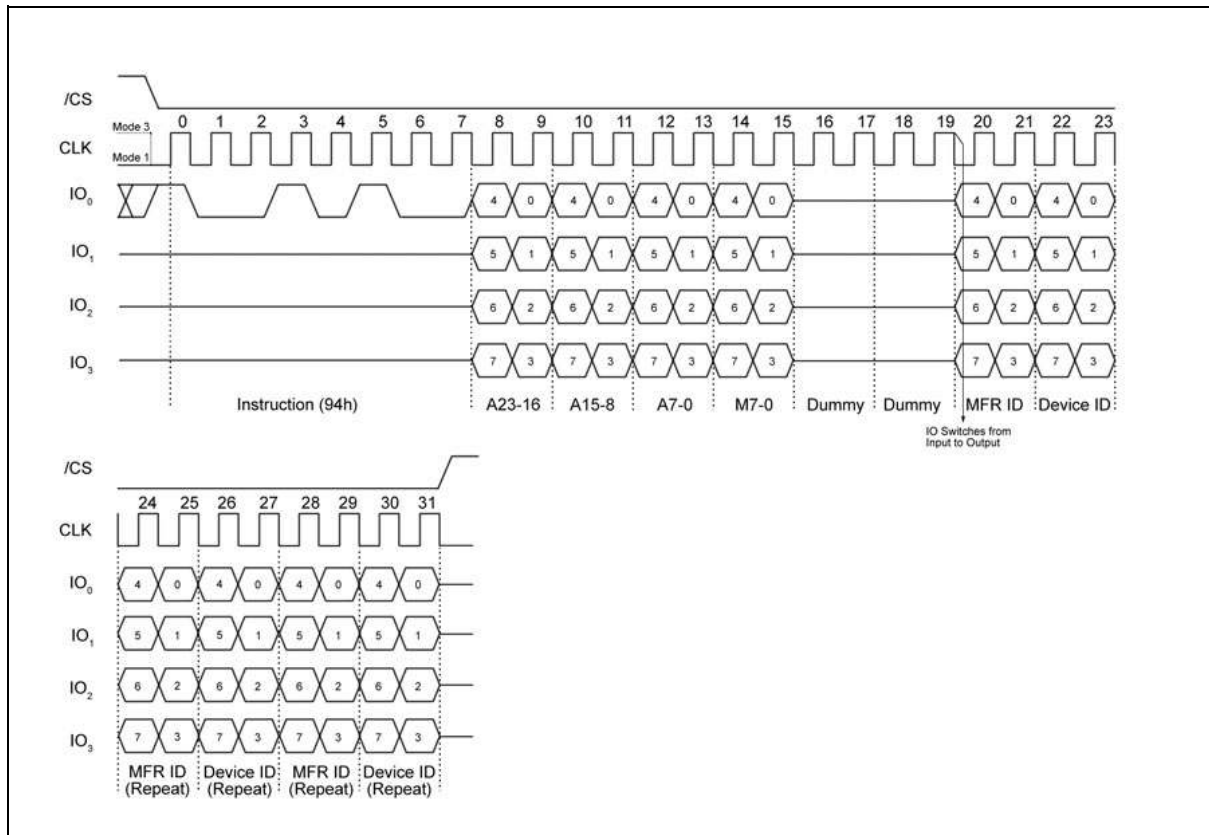 /CS
Mode 3
0 1 2 3 4 5 6 7 8 9 10 11 12 13 14 15 16 17 18 19 20 21 22 23
CLK
Mode 1
IO0 4 0 4 0 4 0 4 0 4 0 4 0
IO1 5 1 5 1 5 1 5 1 5 1 5 1
IO2 6 2 6 2 6 2 6 2 6 2 6 2
IO3 7 3 7 3 7 3 7 3 7 3 7 3
Instruction (94h) A23-16 A15-8 A7-0 M7-0 Dummy Dummy MFR ID Device ID
IO Switches from
Input to Output
/CS
24 25 26 27 28 29 30 31
CLK
IO0 4 0 4 0 4 0 4 0
IO1 5 1 5 1 5 1 5 1
IO2 6 2 6 2 6 2 6 2
IO3 7 3 7 3 7 3 7 3
MFR ID Device ID MFR ID Device ID
(Repeat) (Repeat) (Repeat) (Repeat)